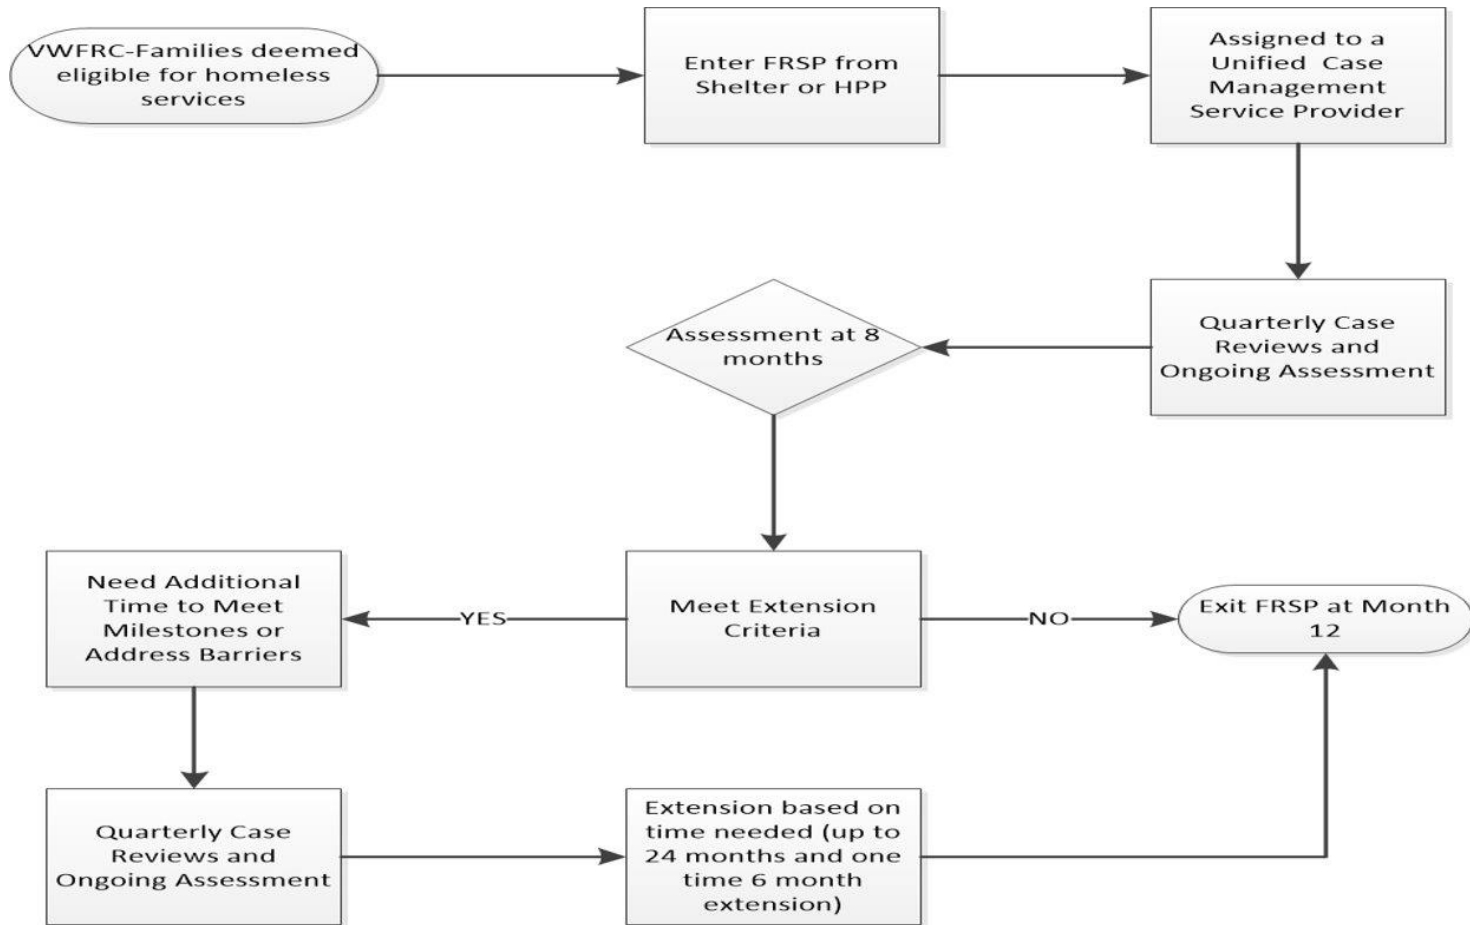 VWFRC-Families deemed
eligible for homeless
services
Enter FRSP from
Shelter or HPP
Assigned to a
Unified Case
Management
Service Provider
Quarterly Case
Reviews and
Ongoing Assessment
Assessment at 8
months
Meet Extension
Criteria
YES
NO
Need Additional
Time to Meet
Milestones or
Address Barriers
Exit FRSP at Month
12
Quarterly Case
Reviews and
Ongoing Assessment
Extension based on
time needed (up to
24 months and one
time 6 month
extension)